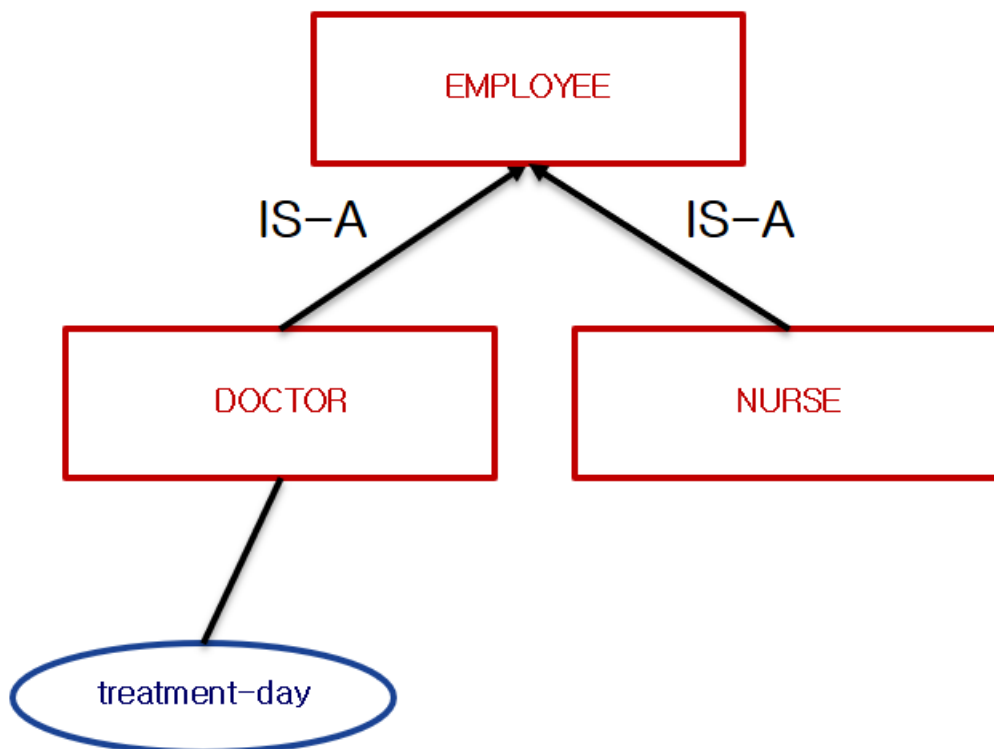 EMPLOYEE
IS-A
IS-A
DOCTOR
NURSE
treatment-day